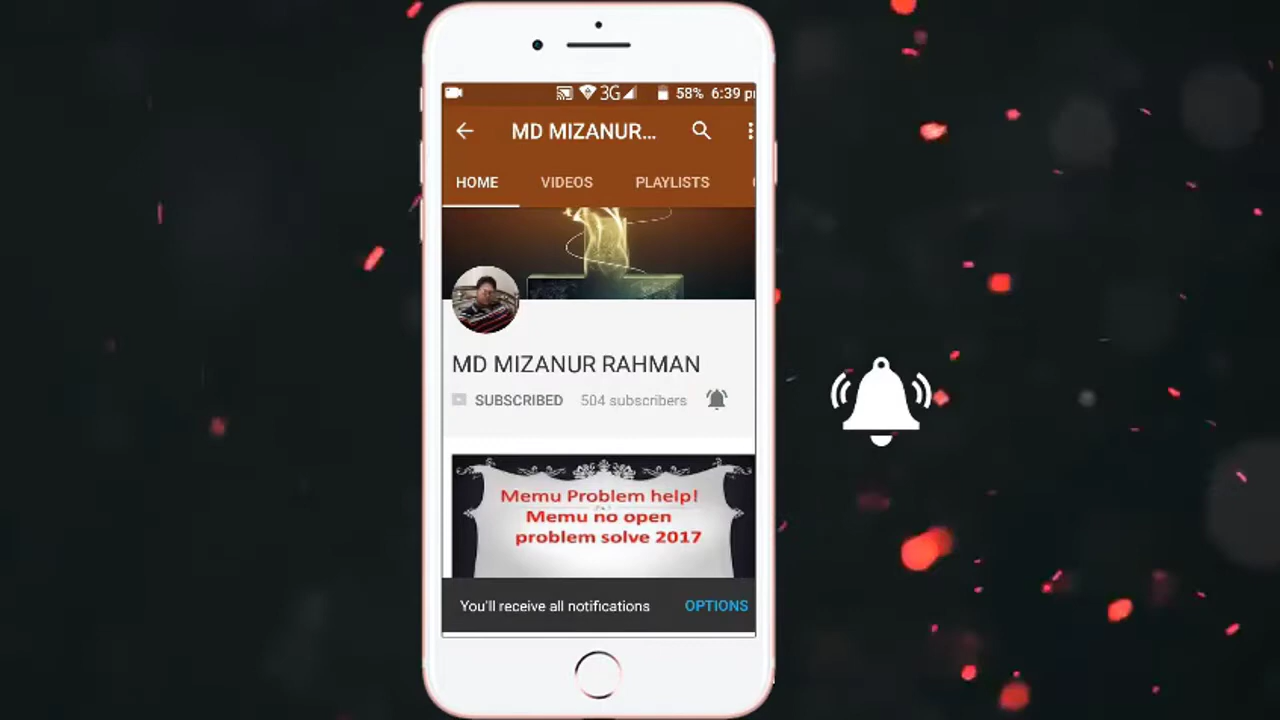 3G 58% 6:39 p
MD MIZANUR...
HOME VIDEOS PLAYLISTS
MD MIZANUR RAHMAN
SUBSCRIBED 504 subscribers
Memu Problem help!
Memu no open
problem solve 2017
You'll receive all notifications OPTIONS